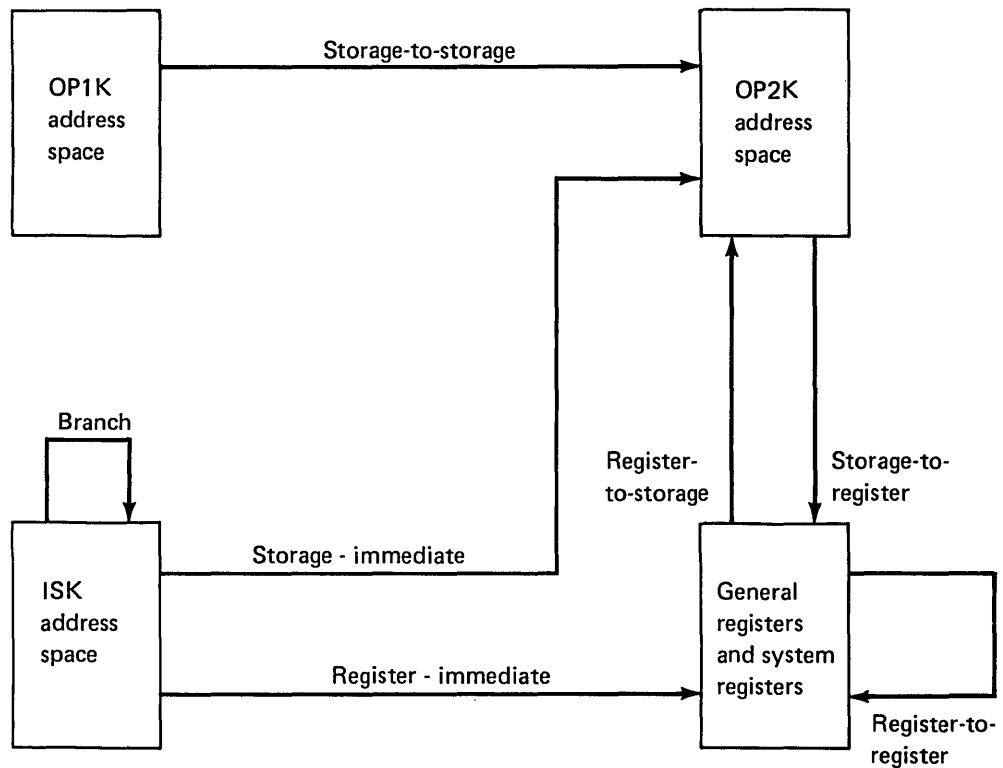 Storage-to-storage
OP1K
address
space
OP2K
address
space
Branch
Register-
to-storage
Storage-to-
register
Storage - immediate
ISK
address
space
General
registers
and system
registers
Register - immediate
Register-to-
register